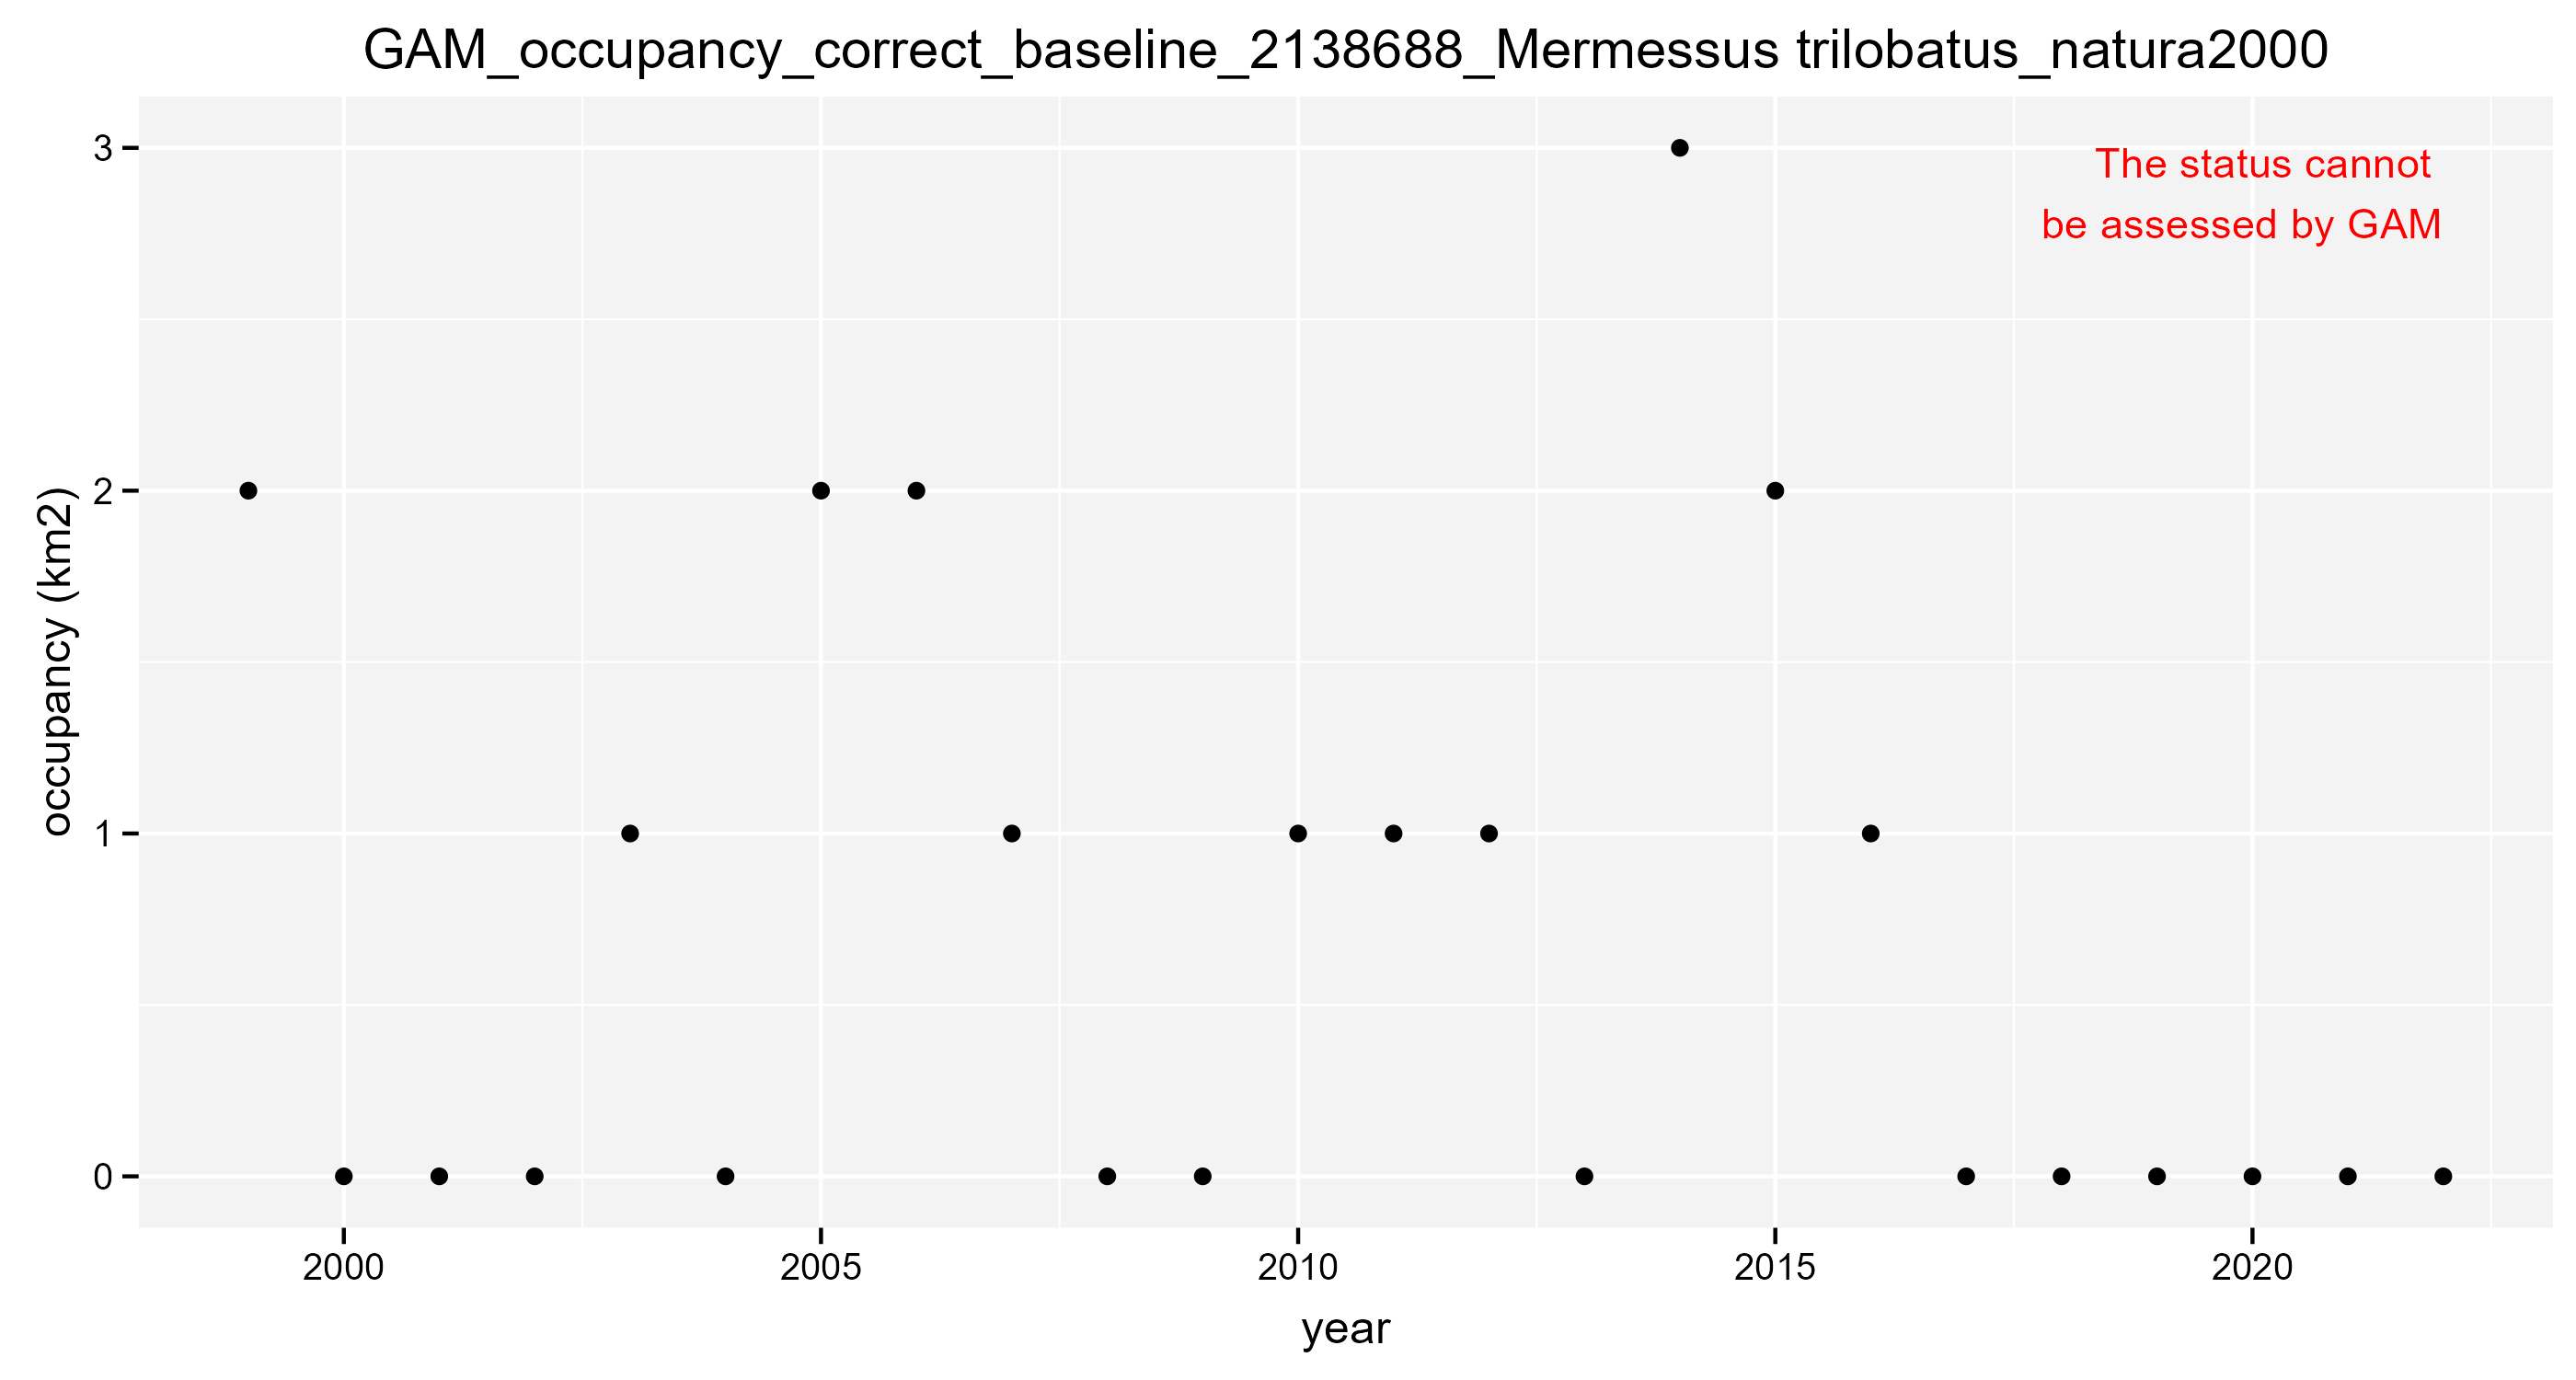 GAM_occupancy_correct_baseline_2138688_Mermessus trilobatus_natura2000
The status cannot
be assessed by GAM
occupancy (km2)
3
2
1
0
2000 2005 2010 2015 2020
year